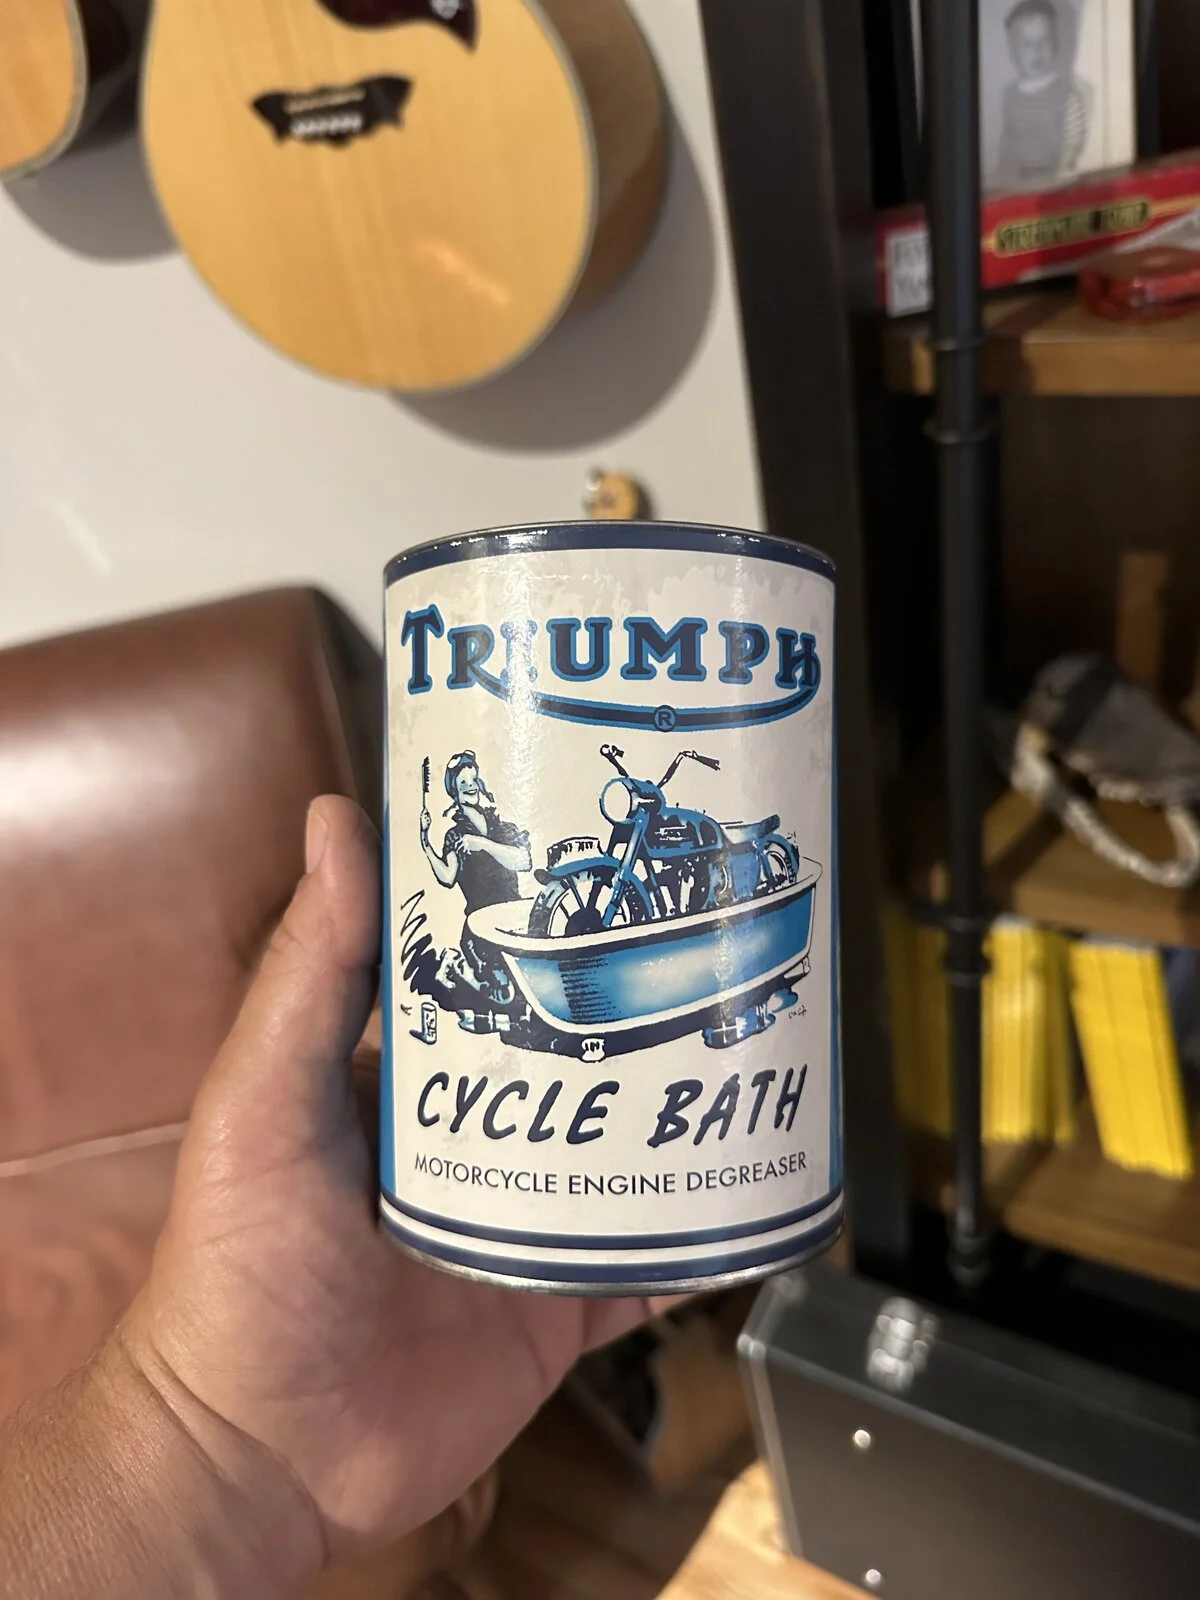 TRIUMPH
®
CYCLE BATH
MOTORCYCLE ENGINE DEGREASER